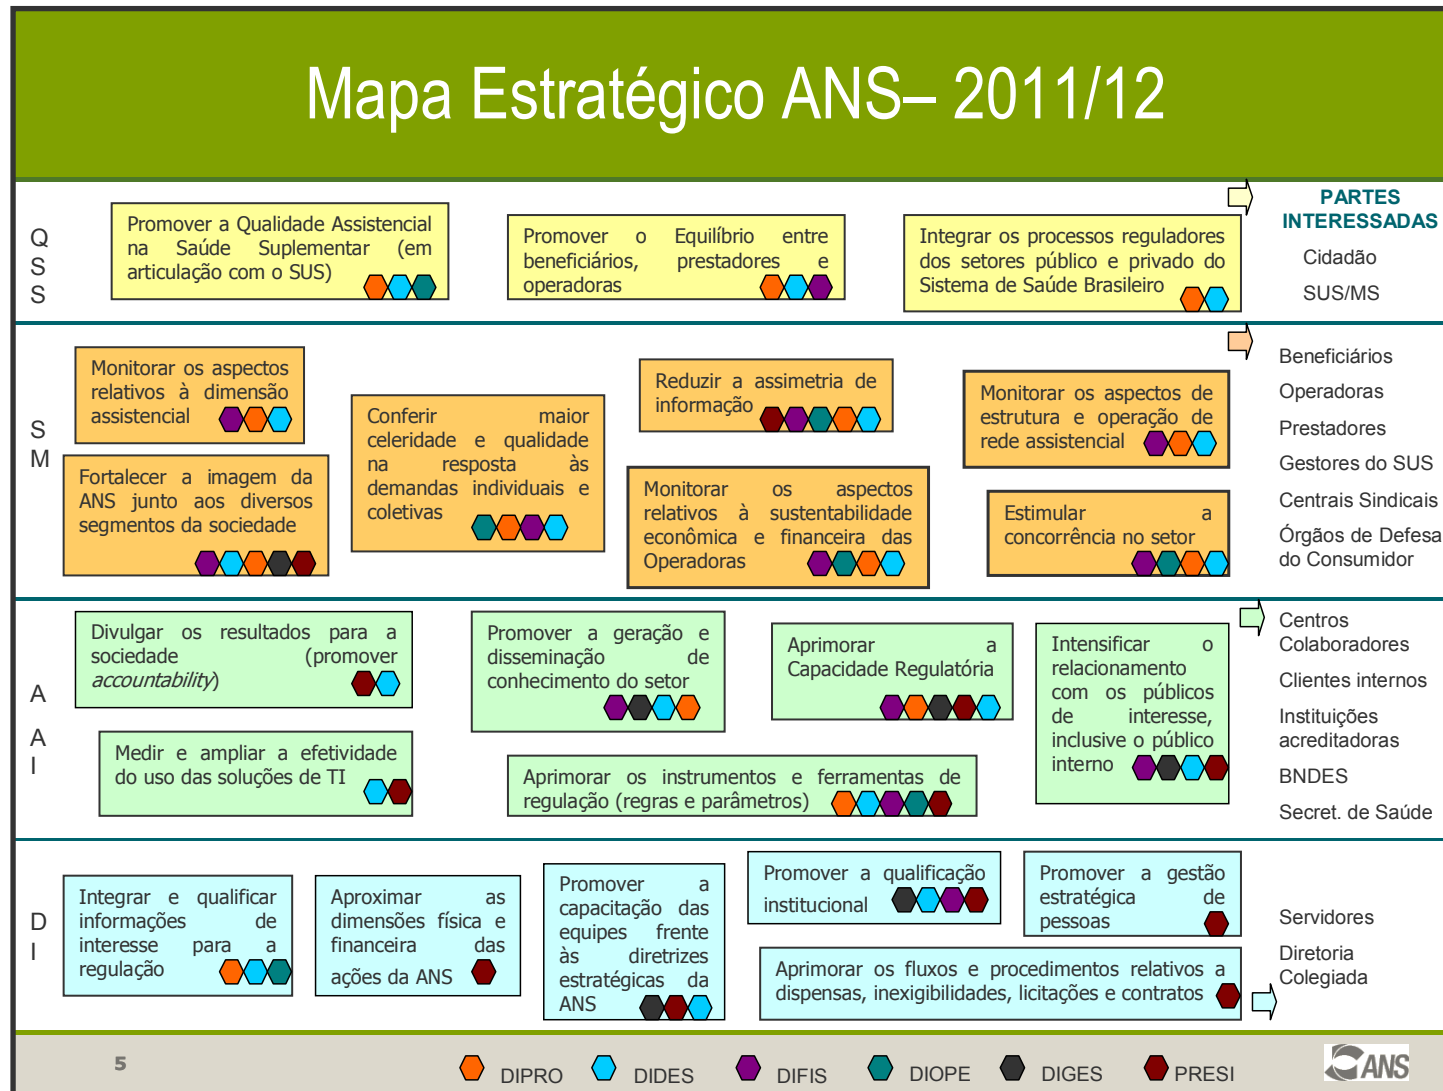 Mapa Estratégico ANS– 2011/12
Q
S
S
Promover a Qualidade Assistencial
na Saúde Suplementar (em
articulação com o SUS)
Promover o Equilíbrio entre
beneficiários, prestadores e
operadoras
Integrar os processos reguladores
dos setores público e privado do
Sistema de Saúde Brasileiro
PARTES
INTERESSADAS
Cidadão
SUS/MS
S
M
Monitorar os aspectos
relativos à dimensão
assistencial
Fortalecer a imagem da
ANS junto aos diversos
segmentos da sociedade
Conferir maior
celeridade e qualidade
na resposta às
demandas individuais e
coletivas
Reduzir a assimetria de
informação
Monitorar os aspectos
relativos à sustentabilidade
econômica e financeira das
Operadoras
Monitorar os aspectos de
estrutura e operação de
rede assistencial
Estimular a
concorrência no setor
Beneficiários
Operadoras
Prestadores
Gestores do SUS
Centrais Sindicais
Órgãos de Defesa
do Consumidor
A
A
I
Divulgar os resultados para a
sociedade (promover
accountability)
Medir e ampliar a efetividade
do uso das soluções de TI
Promover a geração e
disseminação de
conhecimento do setor
Aprimorar a
Capacidade Regulatória
Aprimorar os instrumentos e ferramentas de
regulação (regras e parâmetros)
Intensificar o
relacionamento
com os públicos
de interesse,
inclusive o público
interno
Centros
Colaboradores
Clientes internos
Instituições
acreditadoras
BNDES
Secret. de Saúde
D
I
Integrar e qualificar
informações de
interesse para a
regulação
Aproximar as
dimensões física e
financeira das
ações da ANS
Promover a
capacitação das
equipes frente
às diretrizes
estratégicas da
ANS
Promover a qualificação
institucional
Promover a gestão
estratégica de
pessoas
Aprimorar os fluxos e procedimentos relativos a
dispensas, inexigibilidades, licitações e contratos
Servidores
Diretoria
Colegiada
5
DIPRO DIDES DIFIS DIOPE DIGES PRESI
ANS